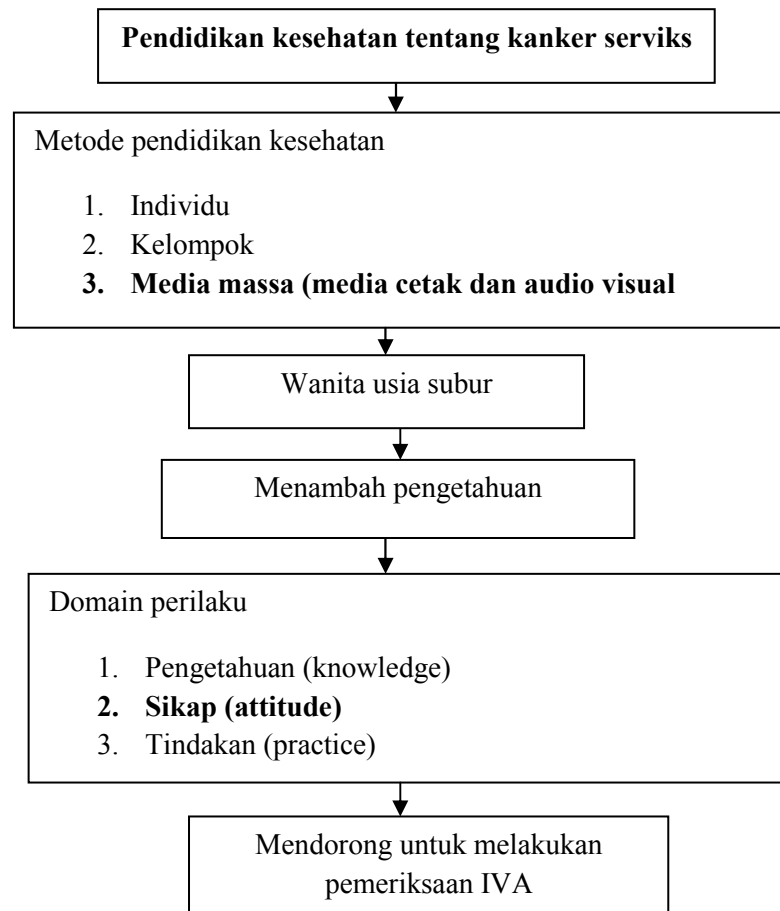 Pendidikan kesehatan tentang kanker serviks
Metode pendidikan kesehatan
1. Individu
2. Kelompok
3. Media massa (media cetak dan audio visual
Wanita usia subur
Menambah pengetahuan
Domain perilaku
1. Pengetahuan (knowledge)
2. Sikap (attitude)
3. Tindakan (practice)
Mendorong untuk melakukan
pemeriksaan IVA